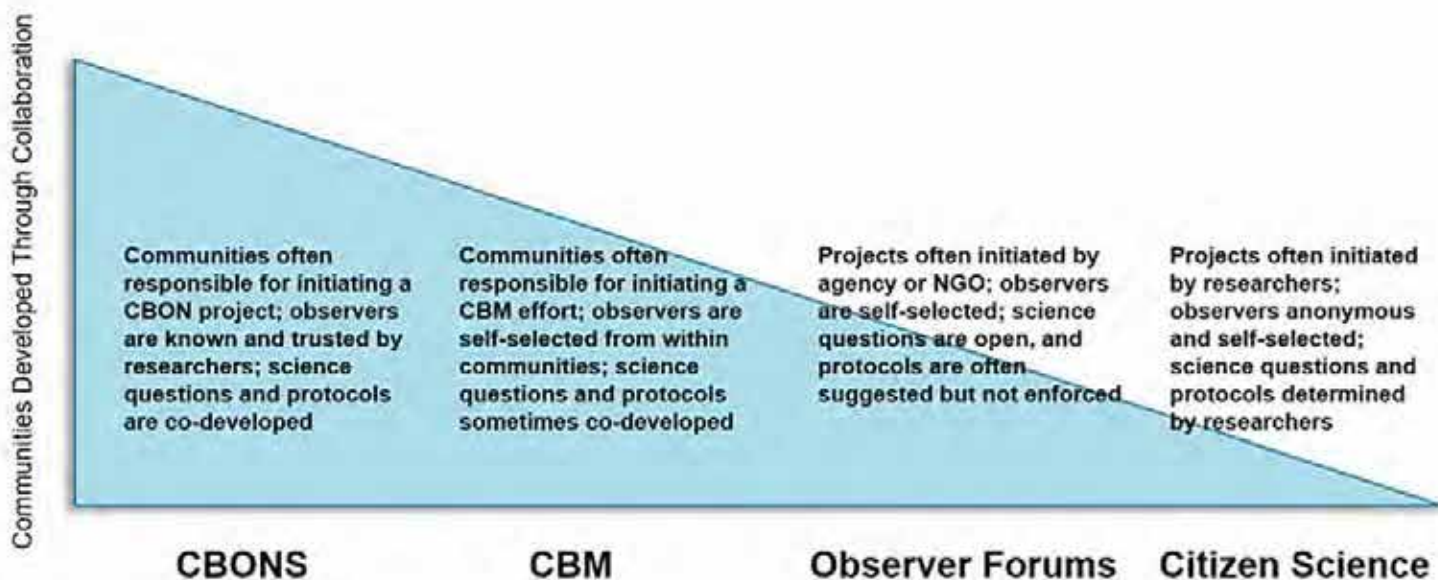 Communities Developed Through Collaboration
Communities often
responsible for initiating a
CBON project; observers
are known and trusted by
researchers; science
questions and protocols
are co-developed
Communities often
responsible for initiating a
CBM effort; observers are
self-selected from within
communities; science
questions and protocols
sometimes co-developed
Projects often initiated by
agency or NGO; observers
are self-selected; science
questions are open, and
protocols are often
suggested but not enforced
Projects often initiated
by researchers;
observers anonymous
and self-selected;
science questions and
protocols determined
by researchers
CBONS
CBM
Observer Forums
Citizen Science